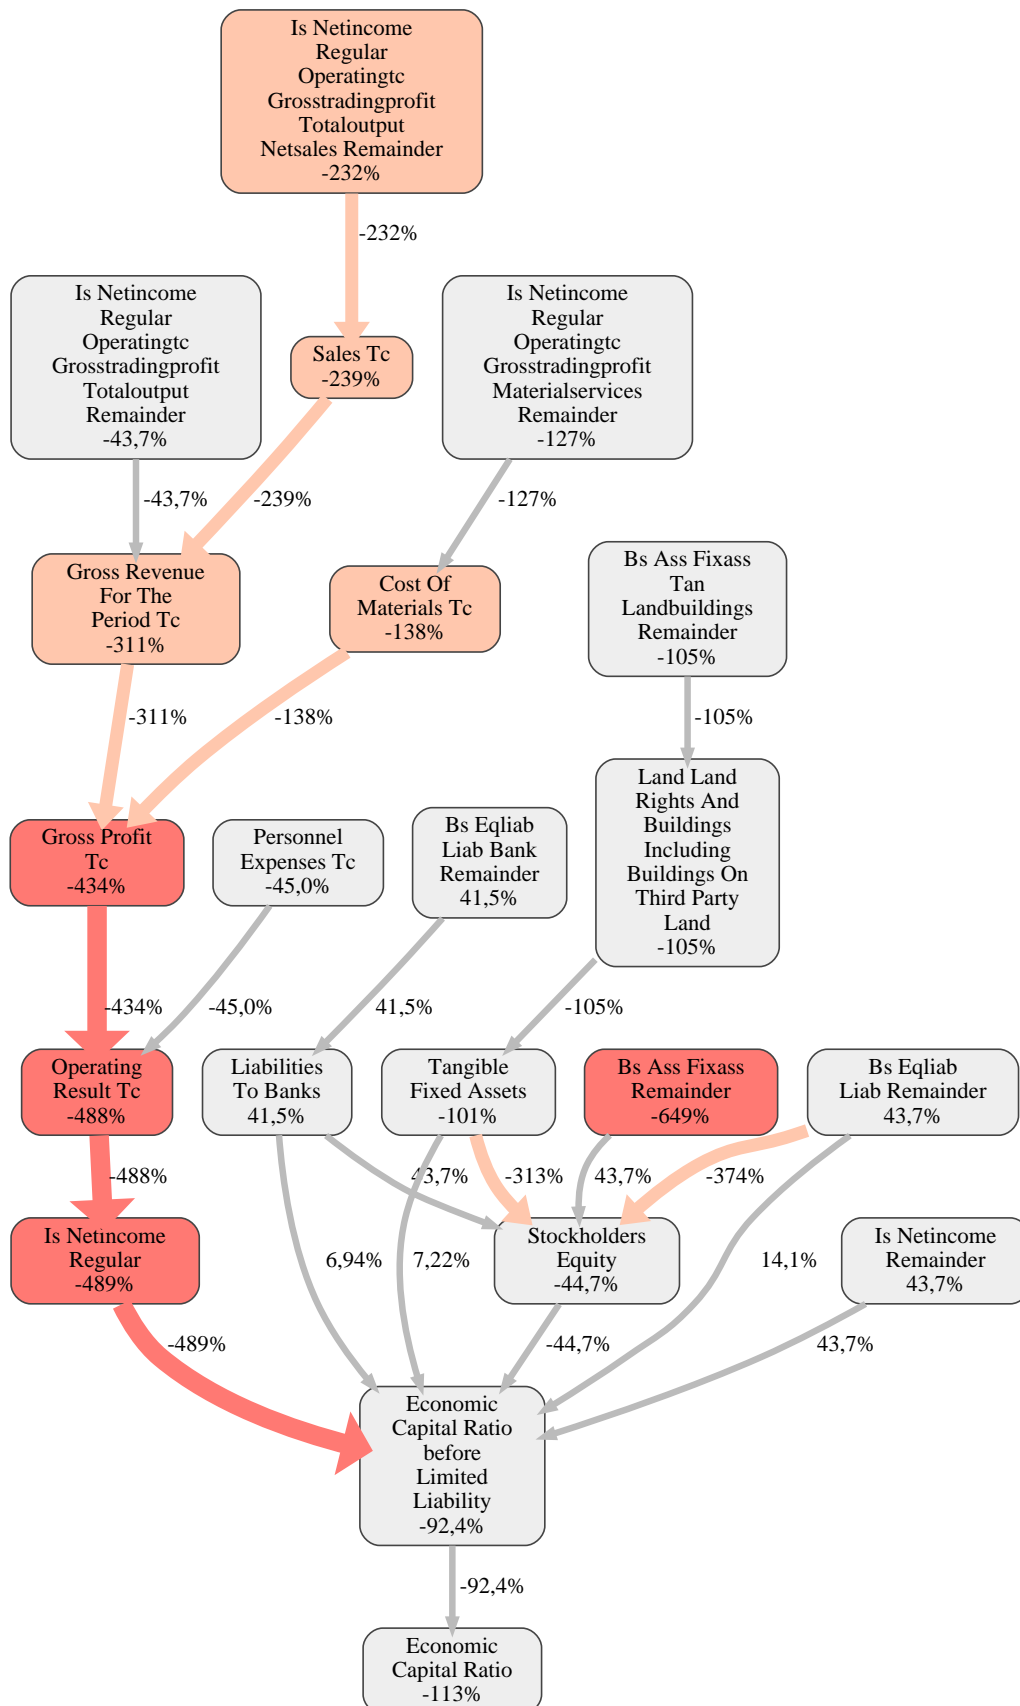 Is Netincome
Regular
Operatingtc
Grosstradingprofit
Totaloutput
Netsales Remainder
-232%
-232%
Is Netincome
Regular
Operatingtc
Grosstradingprofit
Totaloutput
Remainder
-43,7%
Sales Tc
-239%
Is Netincome
Regular
Operatingtc
Grosstradingprofit
Materialservices
Remainder
-127%
-43,7%
-239%
-127%
Gross Revenue
For The
Period Tc
-311%
Cost Of
Materials Tc
-138%
Bs Ass Fixass
Tan
Landbuildings
Remainder
-105%
-311%
-138%
-105%
Gross Profit
Tc
-434%
Personnel
Expenses Tc
-45,0%
Bs Eqliab
Liab Bank
Remainder
41,5%
Land Land
Rights And
Buildings
Including
Buildings On
Third Party
Land
-105%
-434%
-45,0%
41,5%
-105%
Operating
Result Tc
-488%
Liabilities
To Banks
41,5%
Tangible
Fixed Assets
-101%
Bs Ass Fixass
Remainder
-649%
Bs Eqliab
Liab Remainder
43,7%
-488%
43,7%
-313%
43,7%
-374%
Is Netincome
Regular
-489%
6,94%
7,22%
Stockholders
Equity
-44,7%
14,1%
Is Netincome
Remainder
43,7%
-489%
-44,7%
43,7%
Economic
Capital Ratio
before
Limited
Liability
-92,4%
-92,4%
Economic
Capital Ratio
-113%